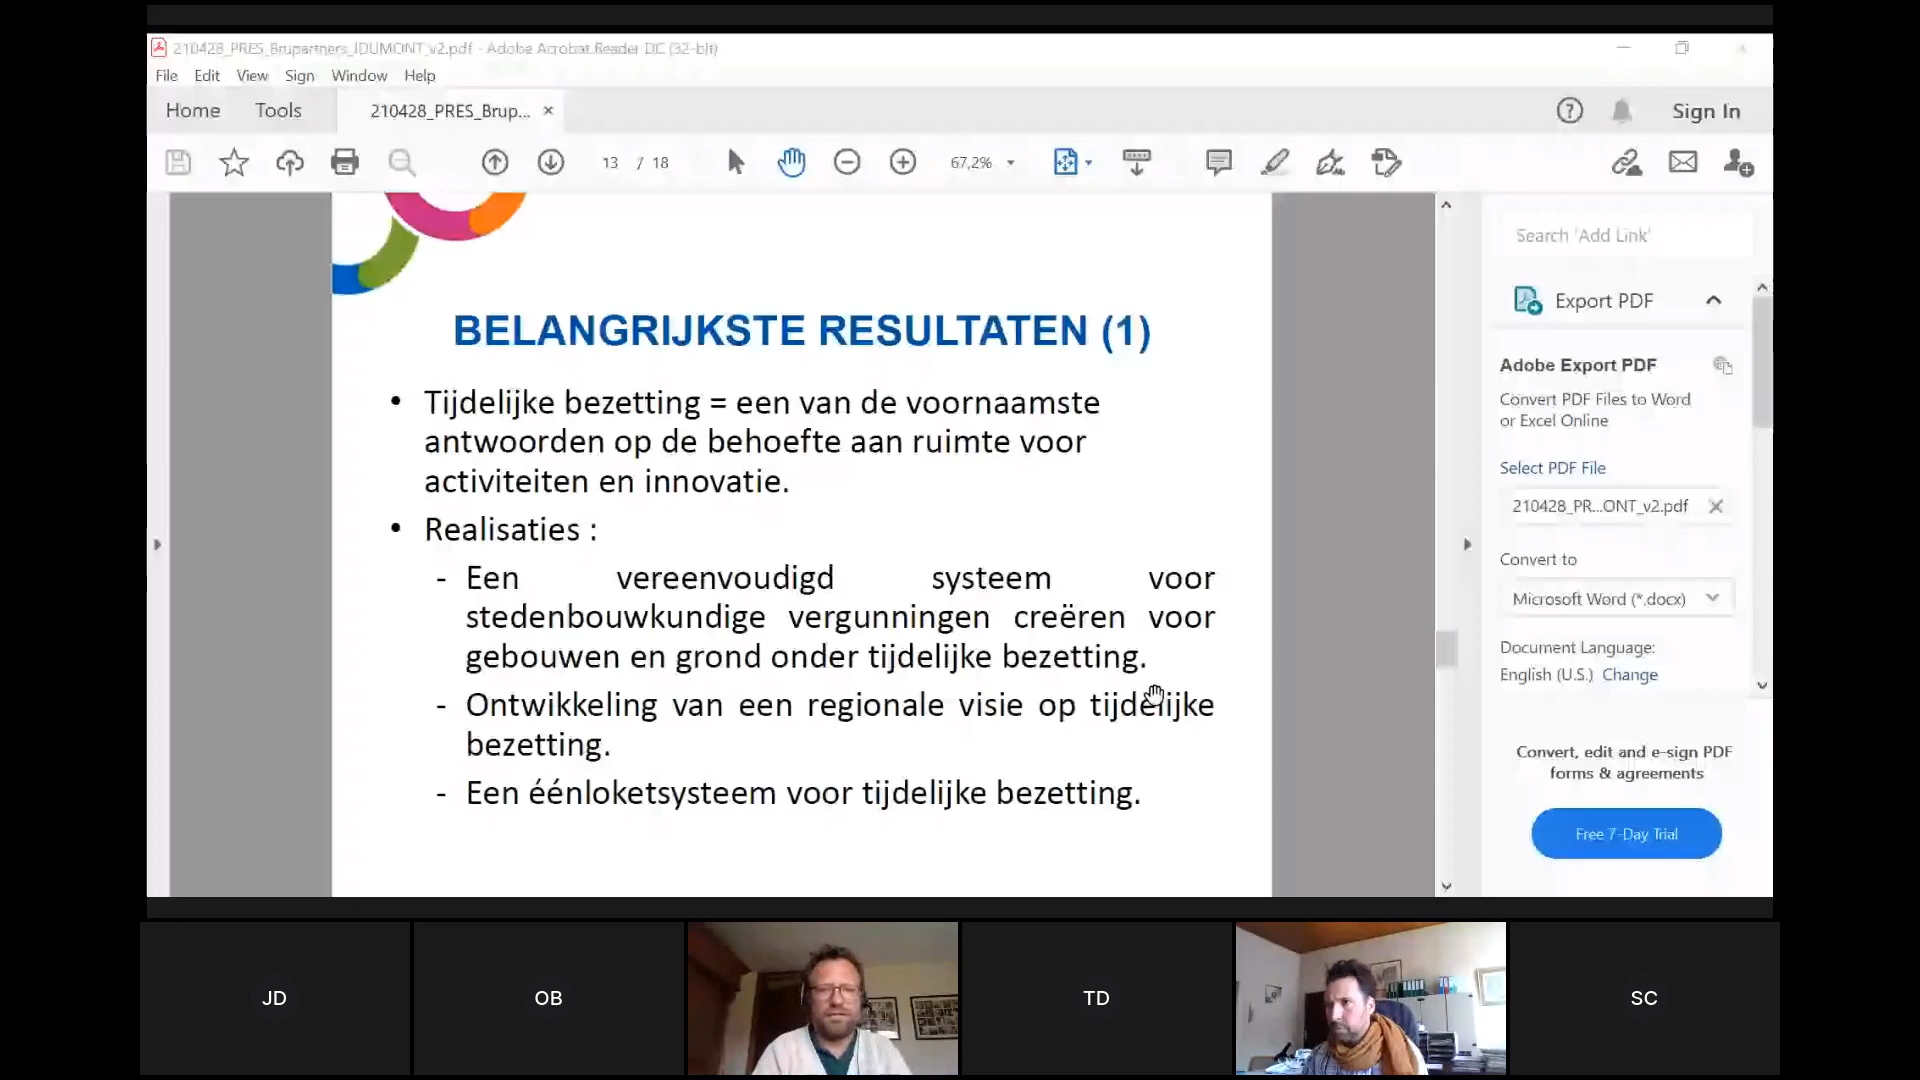 210428_PRES_Brupartners_JDUMONT_v2.pdf - Adobe Acrobat Reader DC (32-bit)
File Edit View Sign Window Help
Home Tools 210428_PRES_Brup... × Sign In
13 / 18 67,2%
BELANGRIJKSTE RESULTATEN (1)
• Tijdelijke bezetting = een van de voornaamste
antwoorden op de behoefte aan ruimte voor
activiteiten en innovatie.
• Realisaties :
- Een vereenvoudigd systeem voor
stedenbouwkundige vergunningen creëren voor
gebouwen en grond onder tijdelijke bezetting.
- Ontwikkeling van een regionale visie op tijdelijke
bezetting.
- Een éénloketsysteem voor tijdelijke bezetting.
Search 'Add Link'
Export PDF
Adobe Export PDF
Convert PDF Files to Word
or Excel Online
Select PDF File
210428_PR...ONT_v2.pdf
Convert to
Microsoft Word (*.docx)
Document Language:
English (U.S.) Change
Convert, edit and e-sign PDF
forms & agreements
Free 7-Day Trial
JD
OB
TD
SC